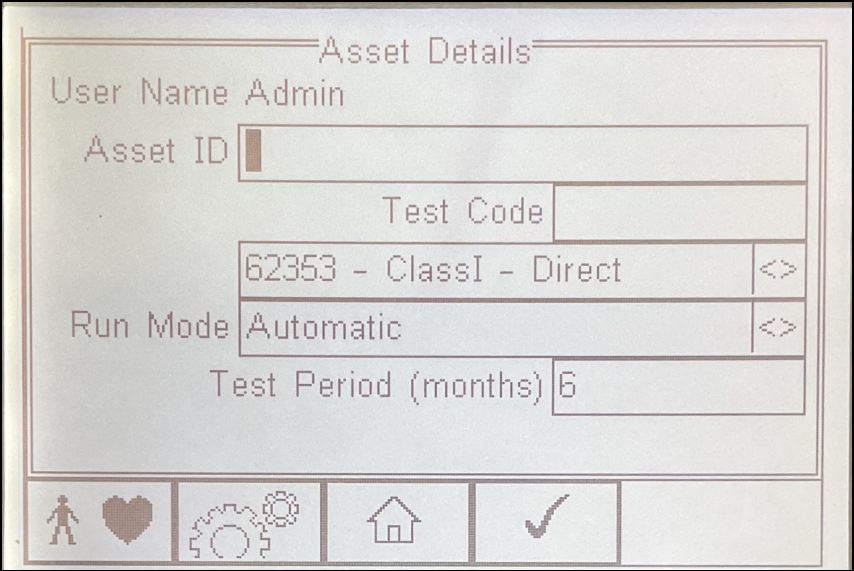 Asset Details
User Name Admin
Asset ID
Test Code
62353 - ClassI - Direct <>
Run Mode Automatic <>
Test Period (months) 6